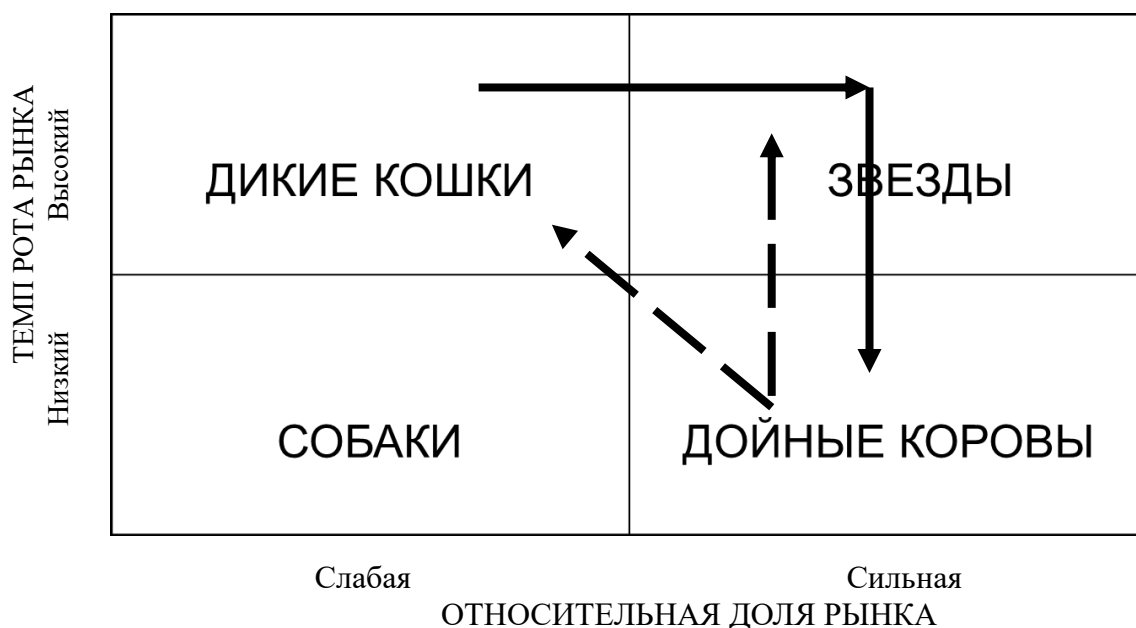 ТЕМП РОТА РЫНКА
Высокий
Низкий
ДИКИЕ КОШКИ
ЗВЕЗДЫ
СОБАКИ
ДОЙНЫЕ КОРОВЫ
Слабая
Сильная
ОТНОСИТЕЛЬНАЯ ДОЛЯ РЫНКА